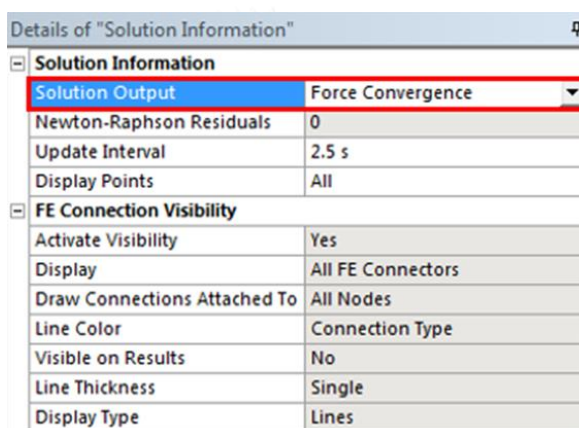 Details of "Solution Information"
Solution Information
Solution Output Force Convergence
Newton-Raphson Residuals 0
Update Interval 2.5 s
Display Points All
FE Connection Visibility
Activate Visibility Yes
Display All FE Connectors
Draw Connections Attached To All Nodes
Line Color Connection Type
Visible on Results No
Line Thickness Single
Display Type Lines